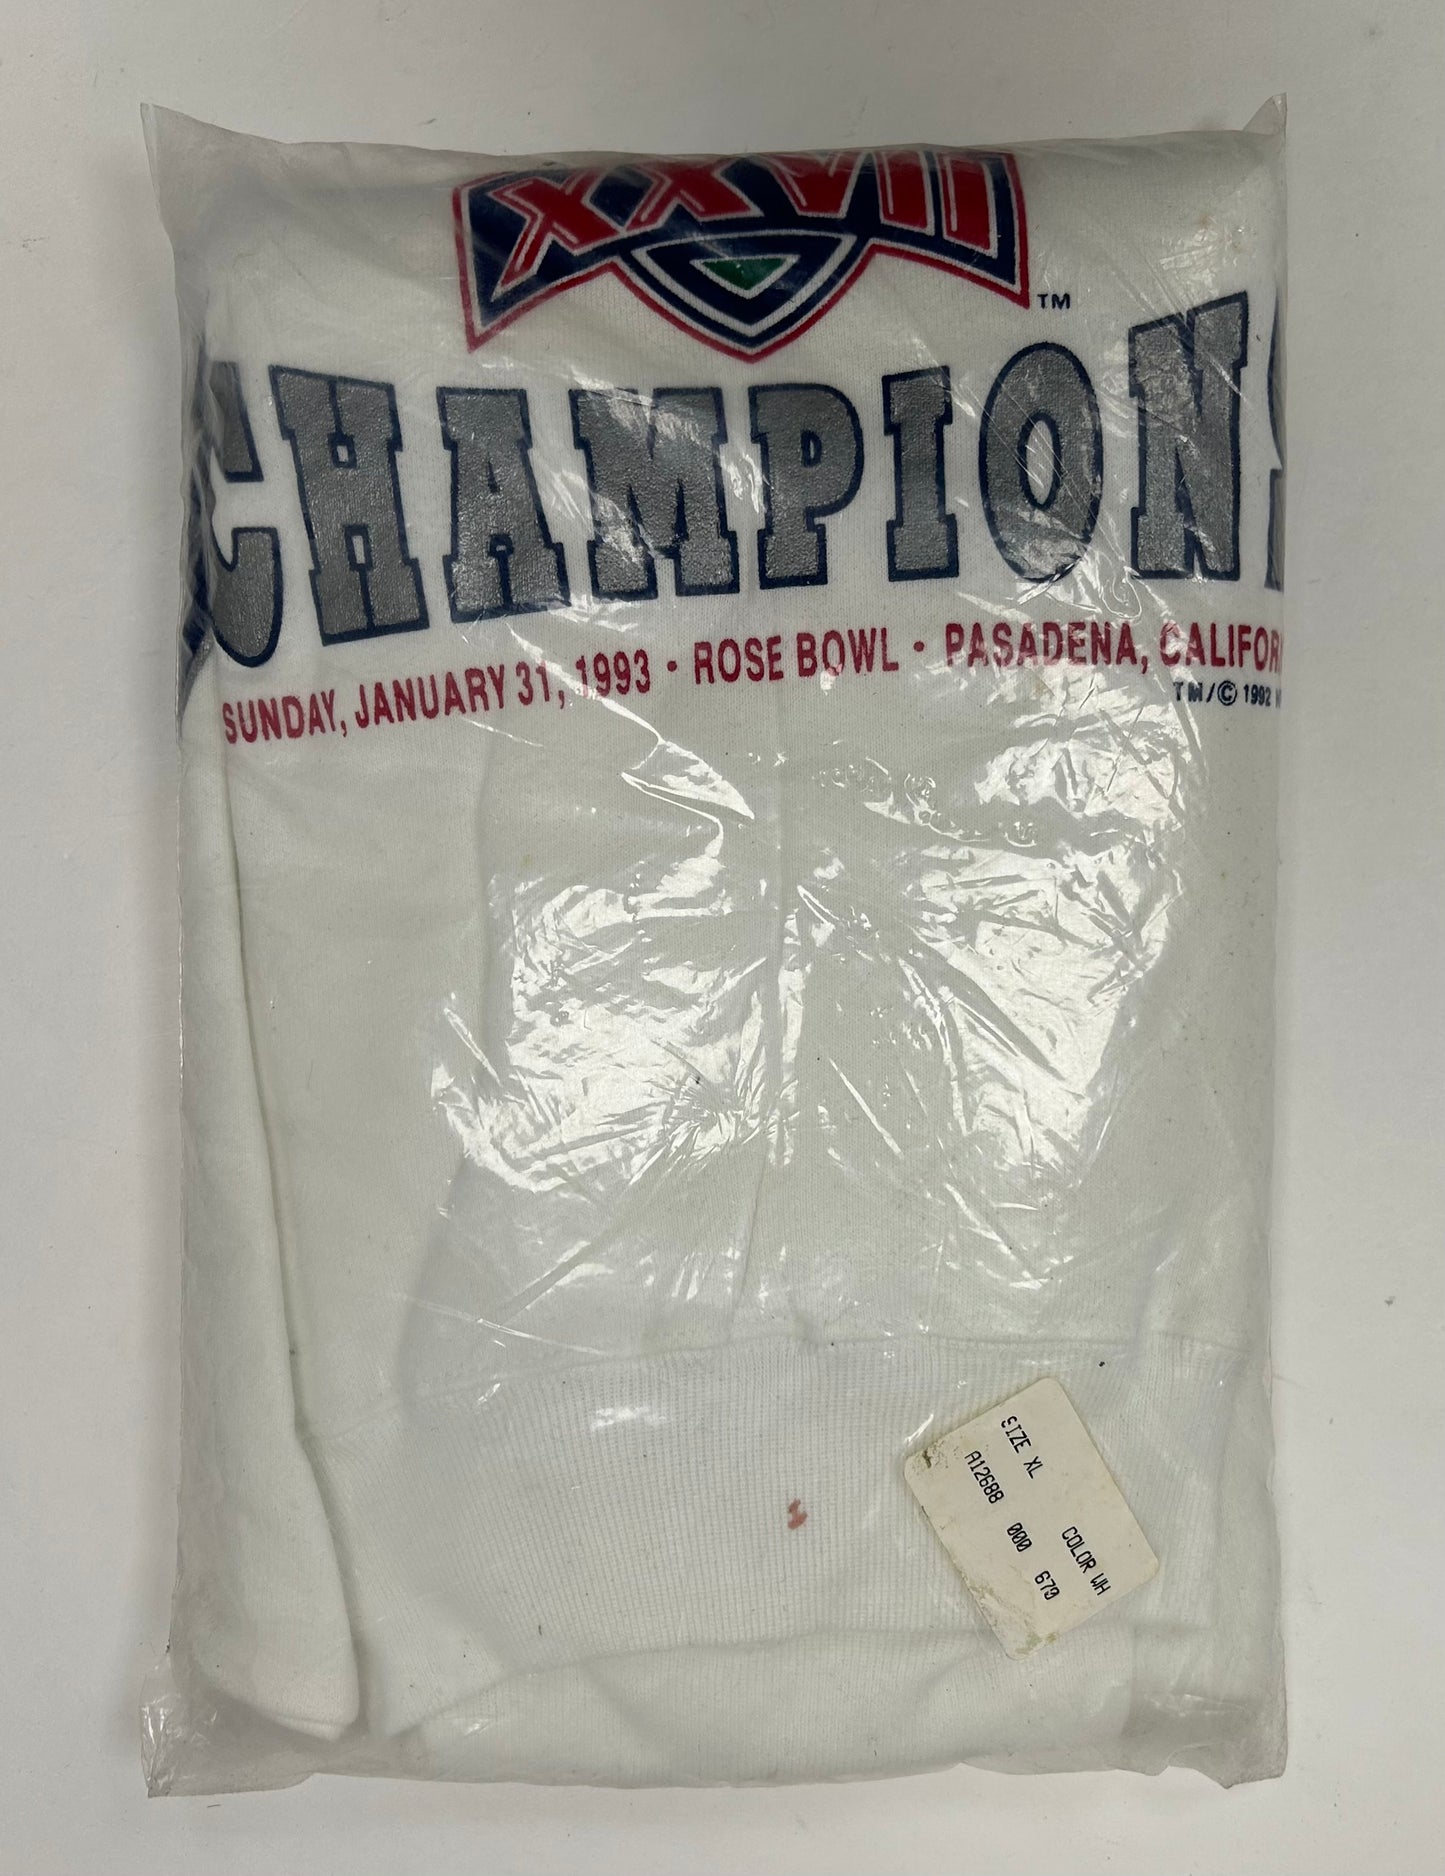 XXVII
TM
CHAMPIONS
SUNDAY, JANUARY 31, 1993 • ROSE BOWL • PASADENA, CALIFOR
TM/© 1992
SIZE XL COLOR WH
A12688 000 679